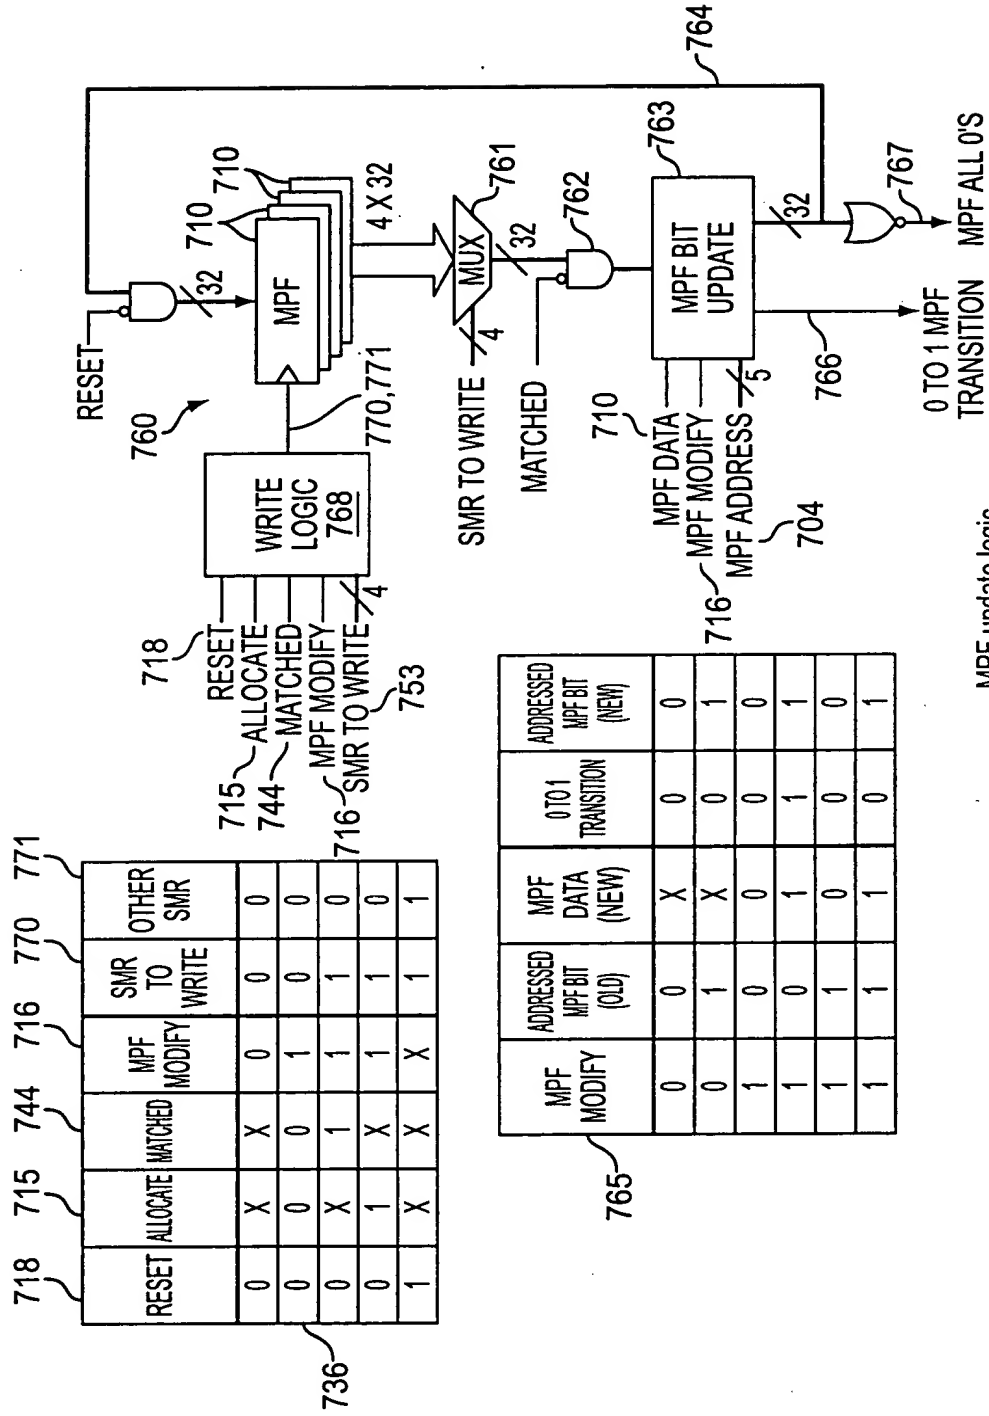 718
715
744
716
770
771
RESET
ALLOCATE
MATCHED
MPF
MODIFY
SMR
TO
WRITE
OTHER
SMR
0 X X 0 0 0
0 0 0 1 0 0
0 X 1 1 1 0
0 1 X 1 1 0
1 X X X 1 1
736
718
RESET
715
ALLOCATE
744
MATCHED
716
MPF MODIFY
SMR TO WRITE
753
4
WRITE
LOGIC
768
770,771
760
RESET
32
MPF
710
710
4 X 32
764
MUX
761
SMR TO WRITE
4
32
762
MATCHED
763
MPF BIT
UPDATE
710
MPF DATA
716
MPF MODIFY
MPF ADDRESS
704
5
32
766
767
0 TO 1 MPF
TRANSITION
MPF ALL 0'S
765
MPF
MODIFY
ADDRESSED
MPF BIT
(OLD)
MPF
DATA
(NEW)
0 TO 1
TRANSITION
ADDRESSED
MPF BIT
(NEW)
0 0 X 0 0
0 1 X 0 1
1 0 0 0 0
1 0 1 1 1
1 1 0 0 0
1 1 1 0 1
MPF update logic